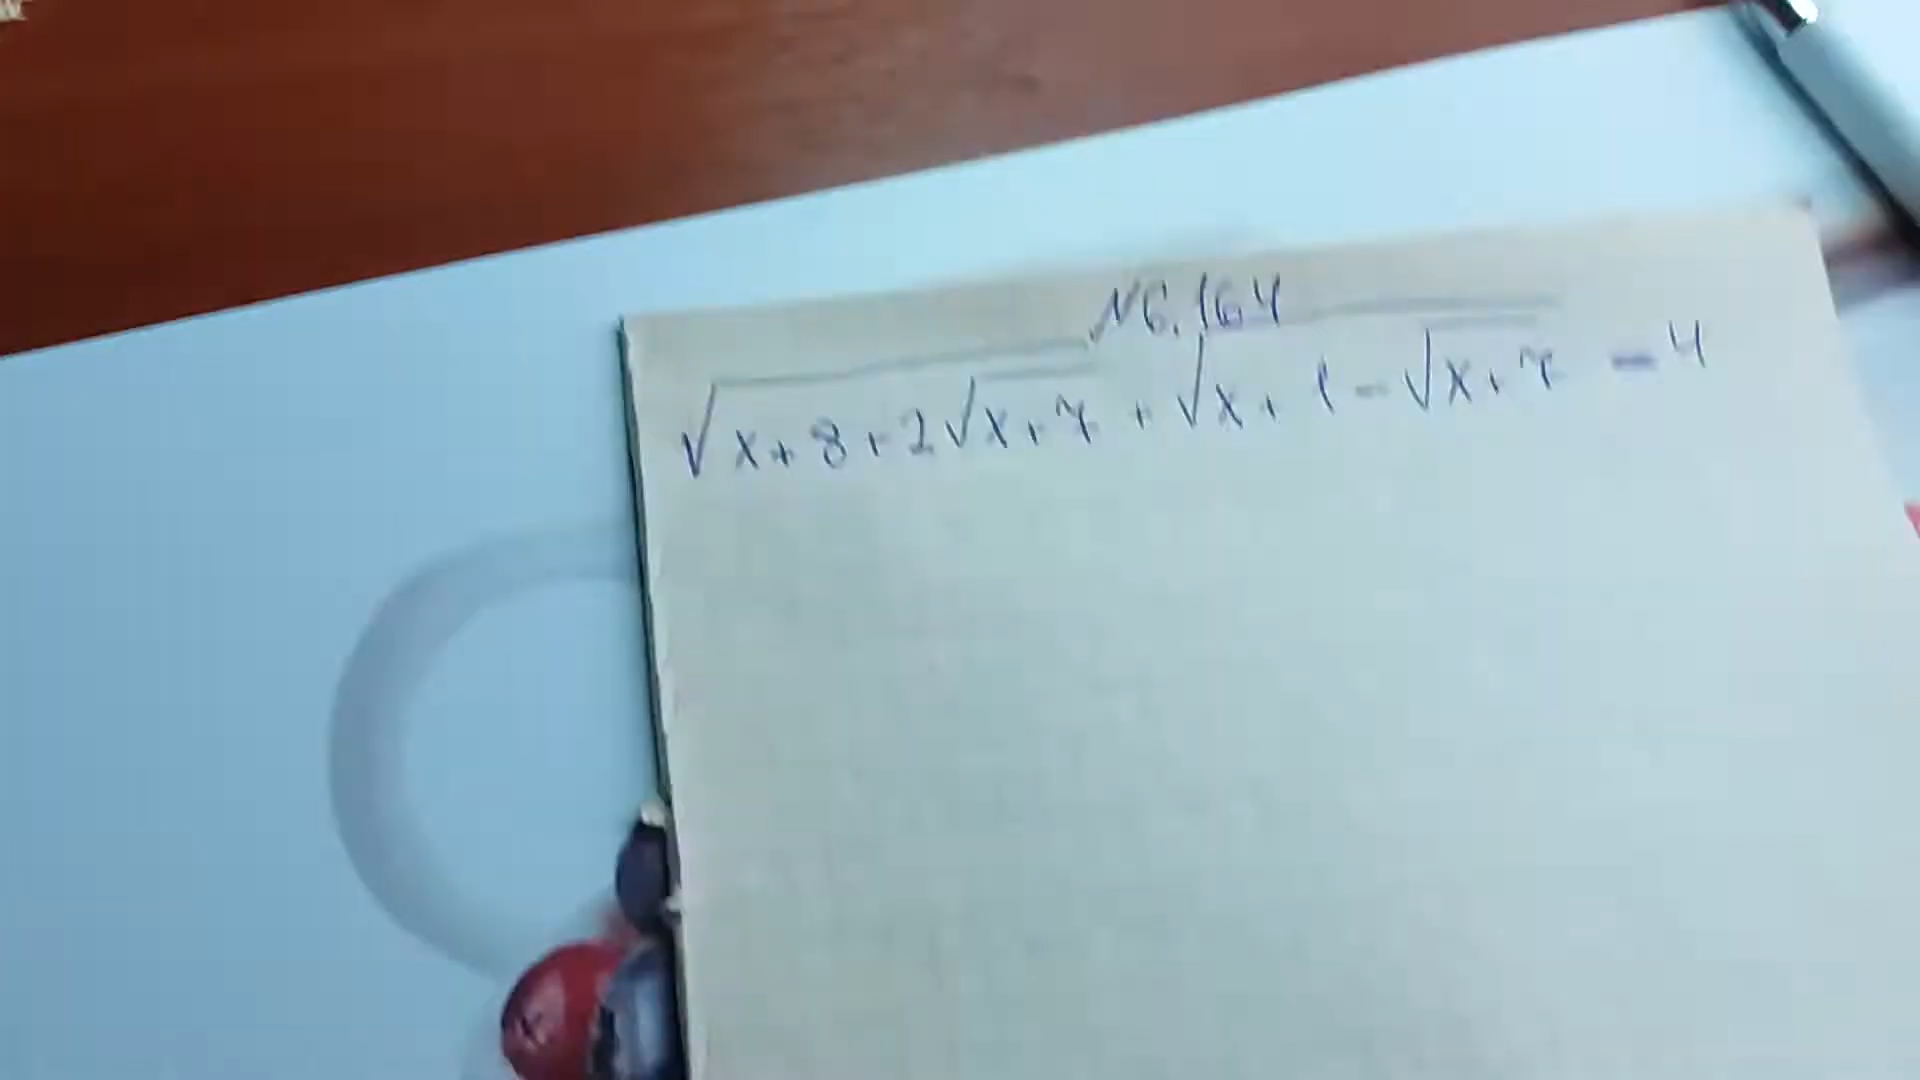 №6.164
√(x+8+2√(x+7)) + √(x+1-√(x+7)) = 4